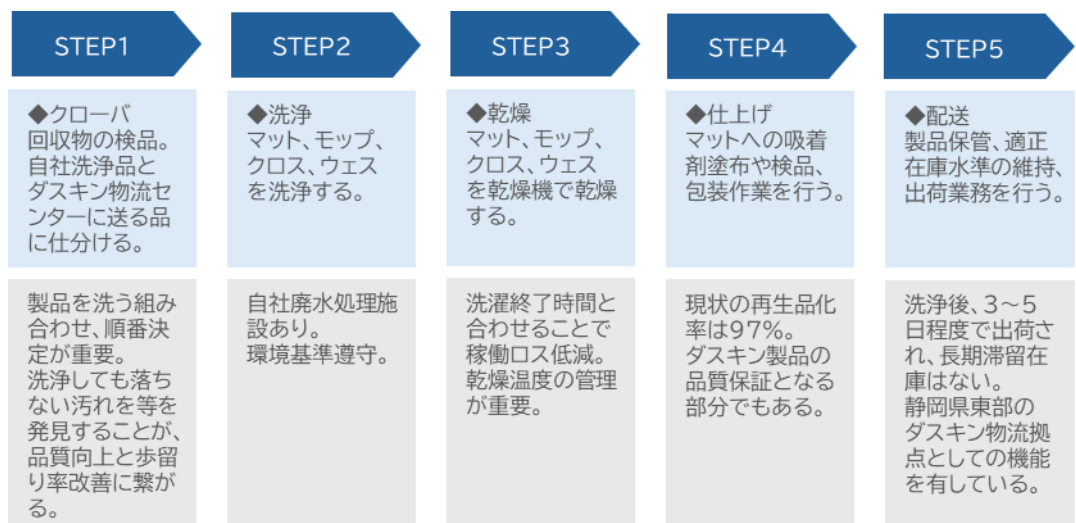 STEP1
◆クローバ
回収物の検品。
自社洗浄品と
ダスキン物流セ
ンターに送る品
に仕分ける。
製品を洗う組み
合わせ、順番決
定が重要。
洗浄しても落ち
ない汚れを等を
発見することが、
品質向上と歩留
り率改善に繋が
る。
STEP2
◆洗浄
マット、モップ、
クロス、ウェス
を洗浄する。
自社廃水処理施
設あり。
環境基準遵守。
STEP3
◆乾燥
マット、モップ、
クロス、ウェス
を乾燥機で乾燥
する。
洗濯終了時間と
合わせることで
稼働ロス低減。
乾燥温度の管理
が重要。
STEP4
◆仕上げ
マットへの吸着
剤塗布や検品、
包装作業を行う。
現状の再生品化
率は97%。
ダスキン製品の
品質保証となる
部分でもある。
STEP5
◆配送
製品保管、適正
在庫水準の維持、
出荷業務を行う。
洗浄後、3~5
日程度で出荷さ
れ、長期滞留在
庫はない。
静岡県東部の
ダスキン物流拠
点としての機能
を有している。